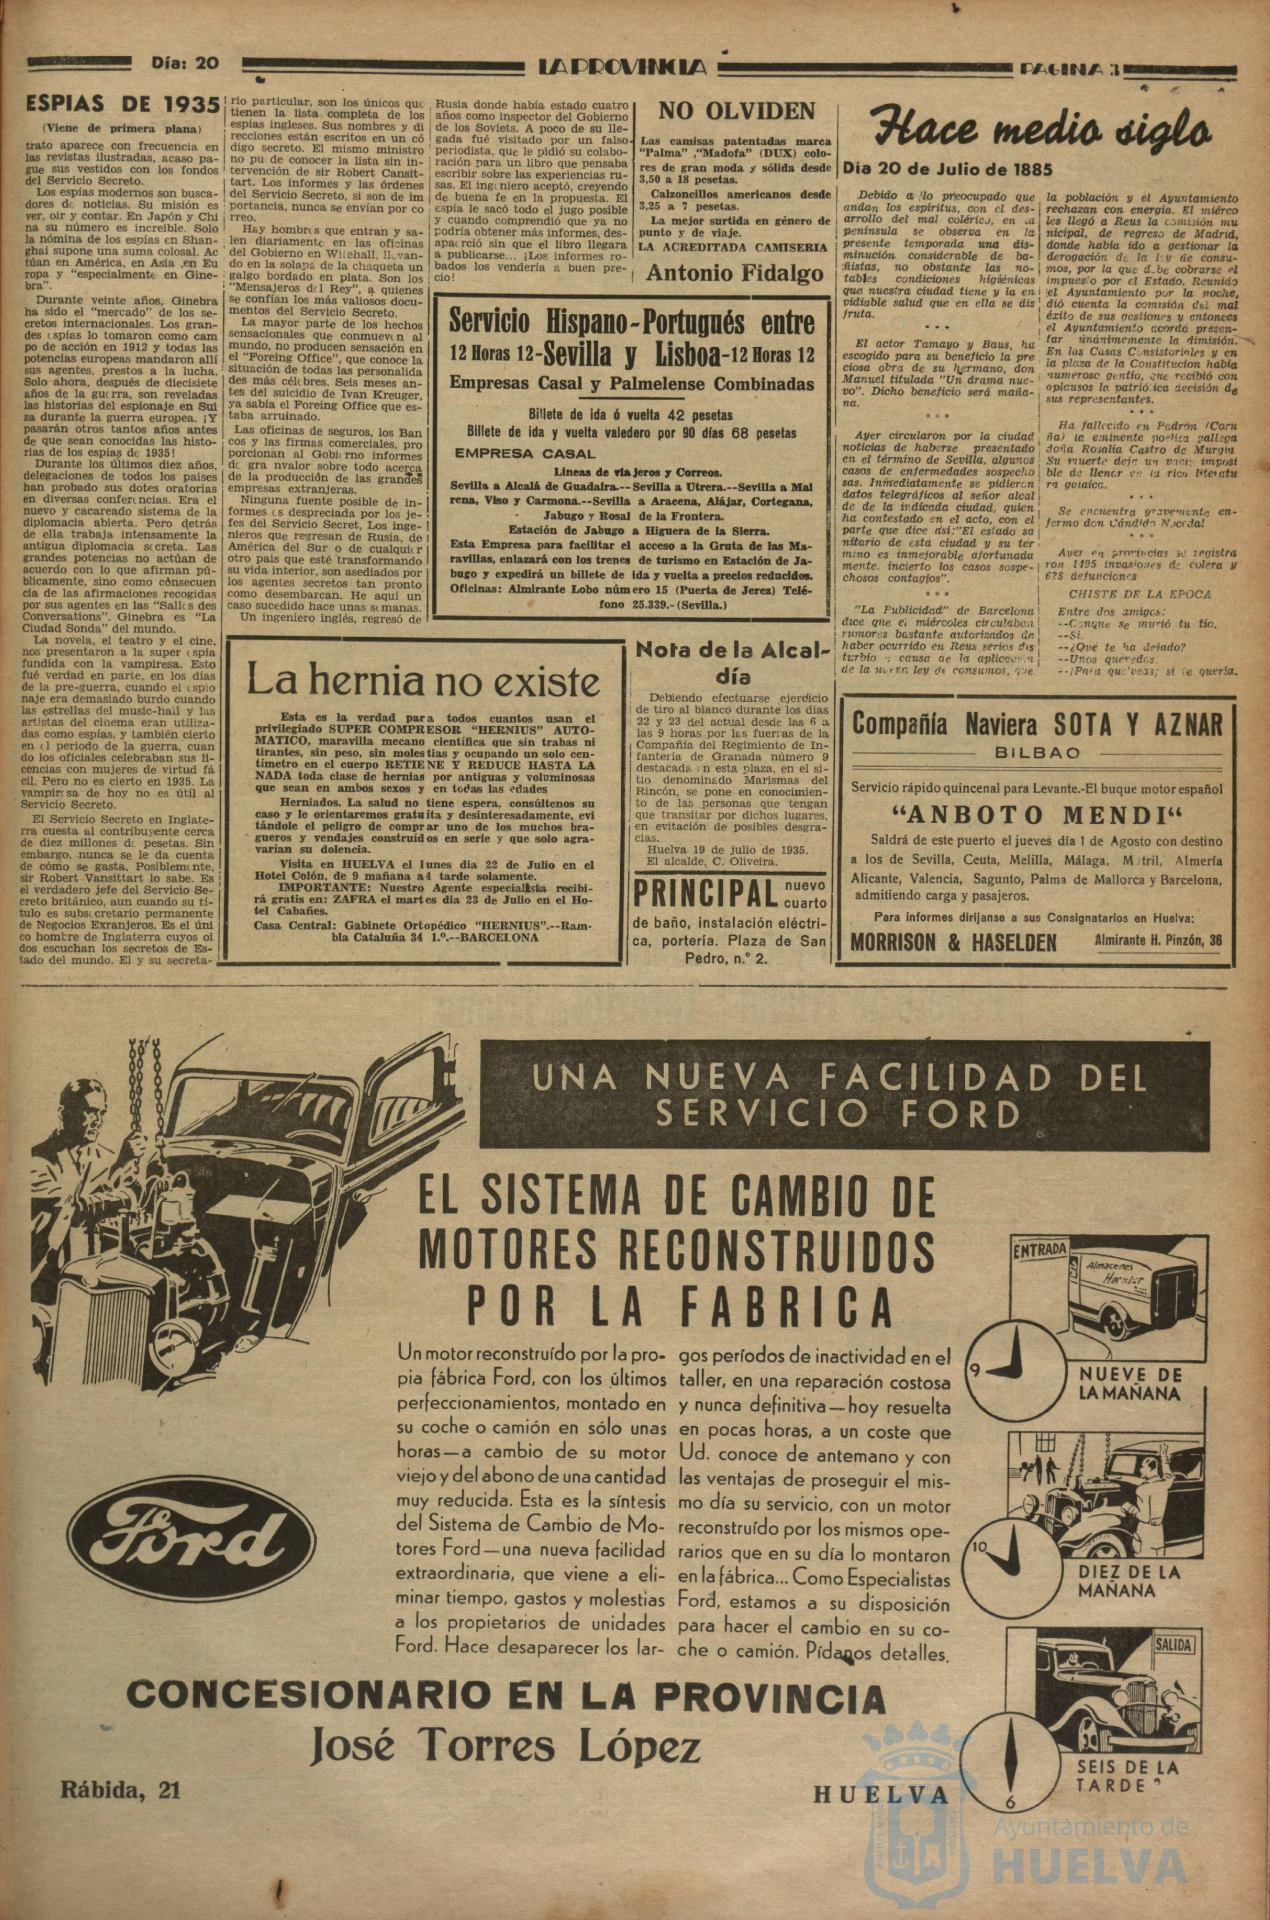 Día: 20
LA PROVINCIA
PAGINA 3
ESPIAS DE 1935
(Viene de primera plana)
trato aparece con frecuencia en
las revistas ilustradas, acaso pa-
gue sus vestidos con los fondos
del Servicio Secreto.
Los espías modernos son busca-
dores de noticias. Su misión es
ver, oir y contar. En Japón y Chi
na su número es increible. Solo
la nómina de los espías en Shan-
ghai supone una suma colosal. Ac
túan en América, en Asia en Eu
ropa y "especialmente en Gine-
bra".
Durante veinte años, Ginebra
ha sido el "mercado" de los se-
cretos internacionales. Los gran-
des espías lo tomaron como cam
po de acción en 1912 y todas las
potencias europeas mandaron allí
sus agentes, prestos a la lucha.
Solo ahora, después de diecisiete
años de la guerra, son reveladas
las historias del espionaje en Sui
za durante la guerra europea. ¡Y
pasarán otros tantos años antes
de que sean conocidas las histo-
rias de los espías de 1935!
Durante los últimos diez años,
delegaciones de todos los paises
han probado sus dotes oratorias
en diversas conferencias. Era el
nuevo y cacareado sistema de la
diplomacia abierta. Pero detrás
de ella trabaja intensamente la
antigua diplomacia secreta. Las
grandes potencias no actúan de
acuerdo con lo que afirman pú-
blicamente, sino como consecuen
cia de las afirmaciones recogidas
por sus agentes en las "Salles des
Conversations". Ginebra es "La
Ciudad Sonda" del mundo.
La novela, el teatro y el cine,
nos presentaron a la super espía
fundida con la vampiresa. Esto
fué verdad en parte, en los días
de la pre-guerra, cuando el espio
naje era demasiado burdo cuando
las estrellas del music-hall y las
artistas del cinema eran utiliza-
das como espías, y también cierto
en el periodo de la guerra, cuan
do los oficiales celebraban sus li-
cencias con mujeres de virtud fá
cil. Pero no es cierto en 1935. La
vampiresa de hoy no es útil al
Servicio Secreto.
El Servicio Secreto en Inglate-
rra cuesta al contribuyente cerca
de diez millones de pesetas. Sin
embargo, nunca se le da cuenta
de cómo se gasta. Posiblemente,
sir Robert Vansittart lo sabe. Es
el verdadero jefe del Servicio Se-
creto británico, aun cuando su tí-
tulo es subsecretario permanente
de Negocios Exranjeros. Es el úni
co hombre de Inglaterra cuyos oi
dos escuchan los secretos de Es-
tado del mundo. El y su secreta-
rio particular, son los únicos que
tienen la lista completa de los
espías ingleses. Sus nombres y di
recciones están escritos en un có
digo secreto. El mismo ministro
no pu de conocer la lista sin in-
tervención de sir Robert Cansitt-
tart. Los informes y las órdenes
del Servicio Secreto, si son de im
portancia, nunca se envían por co
rreo.
Hay hombres que entran y sa-
len diariamente en las oficinas
del Gobierno en Witehall, llevan-
do en la solapa de la chaqueta un
galgo bordado en plata. Son los
"Mensajeros del Rey", a quienes
se confían los más valiosos docu-
mentos del Servicio Secreto.
La mayor parte de los hechos
sensacionales que conmueven al
mundo, no producen sensación en
el "Foreing Office", que conoce la
situación de todas las personalida
des más célebres. Seis meses an-
tes del suicidio de Ivan Kreuger,
ya sabía el Foreing Office que es-
taba arruinado.
Las oficinas de seguros, los Ban
cos y las firmas comerciales, pro
porcionan al Gobierno informes
de gra nvalor sobre todo acerca
de la producción de las grandes
empresas extranjeras.
Ninguna fuente posible de in-
formes es despreciada por los je-
fes del Servicio Secret, Los inge-
nieros que regresan de Rusia, de
América del Sur o de cualquier
otro pais que esté transformando
su vida interior, son asediados por
los agentes secretos tan pronto
como desembarcan. He aqui un
caso sucedido hace unas semanas.
Un ingeniero inglés, regresó de
Rusia donde había estado cuatro
años como inspector del Gobierno
de los Soviets. A poco de su lle-
gada fué visitado por un falso
periodista, que le pidió su colabo-
ración para un libro que pensaba
escribir sobre las experiencias ru-
sas. El ingeniero aceptó, creyendo
de buena fe en la propuesta. El
espía le sacó todo el jugo posible
y cuando comprendió que ya no
podría obtener mas informes, des-
apareció sin que el libro llegara
a publicarse... ¡Los informes ro-
bados los vendería a buen pre-
cio!
NO OLVIDEN
Las camisas patentadas marca
"Palma" ,"Madofa" (DUX) colo-
res de gran moda y sólida desde
3,50 a 18 pesetas.
Calzoncillos americanos desde
3,25 a 7 pesetas.
La mejor surtida en género de
punto y de viaje.
LA ACREDITADA CAMISERIA
Antonio Fidalgo
Servicio Hispano-Portugués entre
12 Horas 12-Sevilla y Lisboa-12 Horas 12
Empresas Casal y Palmelense Combinadas
Billete de ida ó vuelta 42 pesetas
Billete de ida y vuelta valedero por 90 días 68 pesetas
EMPRESA CASAL
Lineas de viajeros y Correos.
Sevilla a Alcalá de Guadaira.--Sevilla a Utrera.--Sevilla a Mai
rena, Viso y Carmona.--Sevilla a Aracena, Alájar, Cortegana,
Jabugo y Rosal de la Frontera.
Estación de Jabugo a Higuera de la Sierra.
Esta Empresa para facilitar el acceso a la Gruta de las Ma-
ravillas, enlazará con los trenes de turismo en Estación de Ja-
bugo y expedirá un billete de ida y vuelta a precios reducidos.
Oficinas: Almirante Lobo número 15 (Puerta de Jerez) Telé-
fono 25.339.-(Sevilla.)
La hernia no existe
Esta es la verdad para todos cuantos usan el
privilegiado SUPER COMPRESOR "HERNIUS" AUTO-
MATICO, maravilla mecano científica que sin trabas ni
tirantes, sin peso, sin molestias y ocupando un solo cen-
tímetro en el cuerpo RETIENE Y REDUCE HASTA LA
NADA toda clase de hernias por antiguas y voluminosas
que sean en ambos sexos y en todas las edades
Herniados. La salud no tiene espera, consúltenos su
caso y le orientaremos gratuita y desinteresadamente, evi
tándole el peligro de comprar uno de los muchos bra-
gueros y vendajes construidos en serie y que solo agra-
varían su dolencia.
Visita en HUELVA el lunes dia 22 de Julio en el
Hotel Colón, de 9 mañana a4 tarde solamente.
IMPORTANTE: Nuestro Agente especialista recibi-
rá gratis en: ZAFRA el martes dia 23 de Julio en el Ho-
tel Cabañes.
Casa Central: Gabinete Ortopédico "HERNIUS".--Ram-
bla Cataluña 34 1.º.--BARCELONA
Nota de la Alcal-
día
Debiendo efectuarse ejercicio
de tiro al blanco durante los dias
22 y 23 del actual desde las 6 a
las 9 horas por las fuerzas de la
Compañía del Regimiento de In-
fantería de Granada número 9
destacada en esta plaza, en el si-
tio denominado Marismas del
Rincón, se pone en conocimien-
to de las personas que tengan
que transitar por dichos lugares,
en evitación de posibles desgra-
cias.
Huelva 19 de julio de 1935.
El alcalde, C. Oliveira.
PRINCIPAL nuevo
cuarto
de baño, instalación eléctri-
ca, portería. Plaza de San
Pedro, n.º 2.
Hace medio siglo
Dia 20 de Julio de 1885
Debido a lo preocupado que
andan los espíritus, con el des-
arrollo del mal colérico, en la
península se observa en la
presente temporada una dis-
minución considerable de ba-
ñistas, no obstante las no-
tables condiciones higiénicas
que nuestra ciudad tiene y la en
vidiable salud que en ella se dis
fruta.
* * *
El actor Tamayo y Baus, ha
escogido para su beneficio la pre
ciosa obra de su hermano, don
Manuel titulada "Un drama nue-
vo". Dicho beneficio será maña-
na.
* * *
Ayer circularon por la ciudad
noticias de haberse presentado
en el término de Sevilla, algunos
casos de enfermedades sospecho
sas. Inmediatamente se pidieron
datos telegráficos al señor alcal
de de la indicada ciudad, quien
ha contestado en el acto, con el
parte que dice así:"El estado sa
nitario de esta ciudad y su ter
mino es inmejorable afortunada
mente. incierto los casos sospe-
chosos contagios".
* * *
"La Publicidad" de Barcelona
dice que el miércoles circulaban
rumores bastante autorizados de
haber ocurrido en Reus serios dis
turbio a causa de la aplicación
de la nueva ley de consumos, que
la población y el Ayuntamiento
rechazan con energía. El miérco
les llegó a Reus la comisión mu
nicipal, de regreso de Madrid,
donde había ido a gestionar la
derogación de la ley de consu-
mos, por la que debe cobrarse el
impuesto por el Estado. Reunido
el Ayuntamiento por la noche,
dió cuenta la comisión del mal
éxito de sus gestiones y entonces
el Ayuntamiento acordó presen-
tar unánimemente la dimisión.
En las Casas Consistoriales y en
la plaza de la Constitucion había
numeroso gentío, que recibió con
aplausos la patriótica decisión de
sus representantes.
* * *
Ha fallecido en Padrón (Coru
ña) la eminente poetisa gallega
doña Rosalía Castro de Murguia
Su muerte deja un vacío imposi
ble de llenar en la rica literatu
ra galaica.
* * *
Se encuentra gravemente en-
fermo don Cándido Nocedal
* * *
Ayer en provincias se registra
ron 1495 invasiones de colera y
628 defunciones
CHISTE DE LA EPOCA
Entre dos amigos:
--Conque se murió tu tio.
--Si.
--¿Qué te ha dejado?
--Unos quevedos.
--¡Para que veas; si te quería.
Compañía Naviera SOTA Y AZNAR
BILBAO
Servicio rápido quincenal para Levante.-El buque motor español
"ANBOTO MENDI"
Saldrá de este puerto el jueves día 1 de Agosto con destino
a los de Sevilla, Ceuta, Melilla, Málaga, Motril, Almería
Alicante, Valencia, Sagunto, Palma de Mallorca y Barcelona,
admitiendo carga y pasajeros.
Para informes diríjanse a sus Consignatarios en Huelva:
MORRISON & HASELDEN Almirante H. Pinzón, 36
UNA NUEVA FACILIDAD DEL
SERVICIO FORD
EL SISTEMA DE CAMBIO DE
MOTORES RECONSTRUIDOS
POR LA FABRICA
Un motor reconstruído por la pro-
pia fábrica Ford, con los últimos
perfeccionamientos, montado en
su coche o camión en sólo unas
horas—a cambio de su motor
viejo y del abono de una cantidad
muy reducida. Esta es la síntesis
del Sistema de Cambio de Mo-
tores Ford—una nueva facilidad
extraordinaria, que viene a eli-
minar tiempo, gastos y molestias
a los propietarios de unidades
Ford. Hace desaparecer los lar-
gos períodos de inactividad en el
taller, en una reparación costosa
y nunca definitiva—hoy resuelta
en pocas horas, a un coste que
Ud. conoce de antemano y con
las ventajas de proseguir el mis-
mo día su servicio, con un motor
reconstruído por los mismos ope-
rarios que en su día lo montaron
en la fábrica... Como Especialistas
Ford, estamos a su disposición
para hacer el cambio en su co-
che o camión. Pídanos detalles.
Ford
ENTRADA
Almacenes
9
NUEVE DE
LA MAÑANA
10
DIEZ DE LA
MAÑANA
SALIDA
6
SEIS DE LA
TARDE
CONCESIONARIO EN LA PROVINCIA
José Torres López
Rábida, 21
HUELVA
Ayuntamiento de
HUELVA